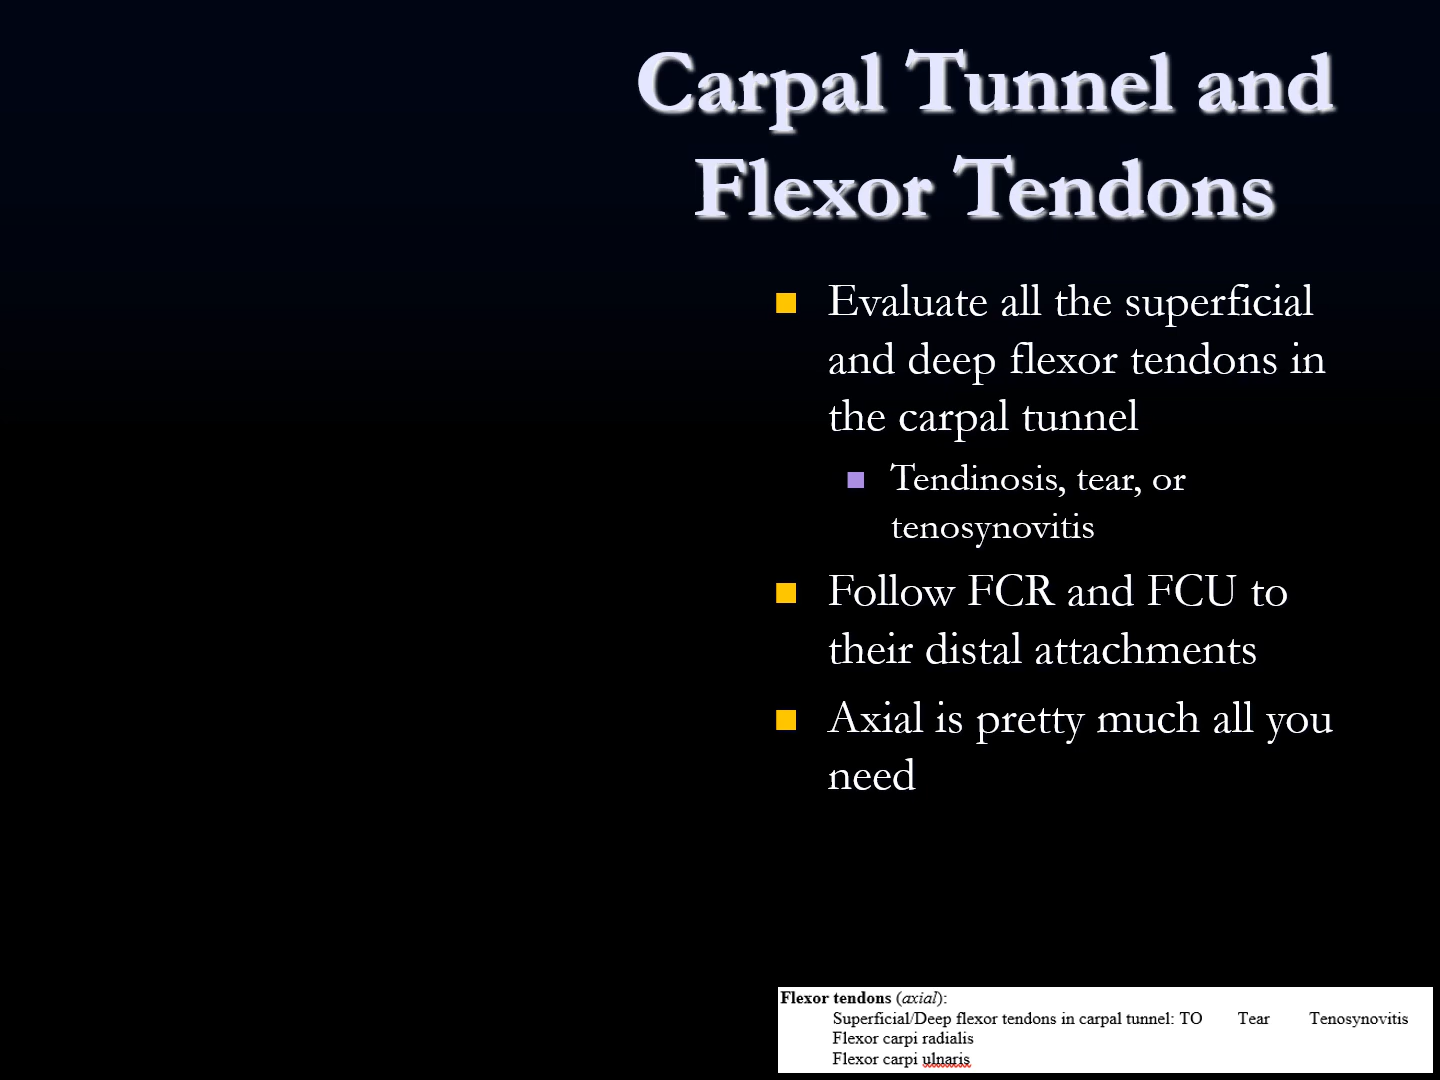 Carpal Tunnel and
Flexor Tendons
Evaluate all the superficial
and deep flexor tendons in
the carpal tunnel
Tendinosis, tear, or
tenosynovitis
Follow FCR and FCU to
their distal attachments
Axial is pretty much all you
need
Flexor tendons (axial):
Superficial/Deep flexor tendons in carpal tunnel: TO Tear Tenosynovitis
Flexor carpi radialis
Flexor carpi ulnaris